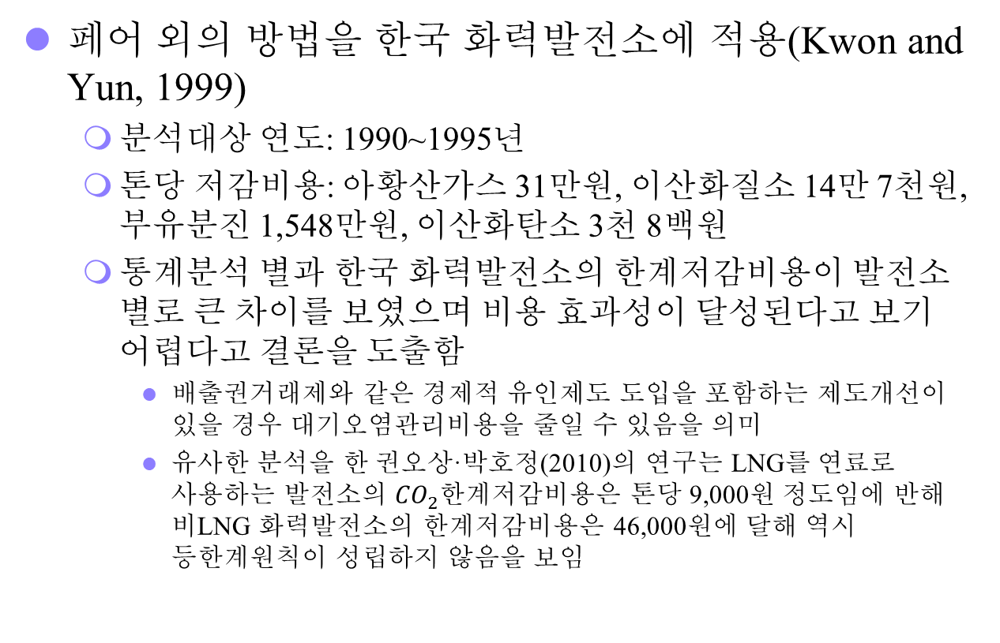 페어 외의 방법을 한국 화력발전소에 적용(Kwon and
Yun, 1999)
분석대상 연도: 1990~1995년
톤당 저감비용: 아황산가스 31만원, 이산화질소 14만 7천원,
부유분진 1,548만원, 이산화탄소 3천 8백원
통계분석 별과 한국 화력발전소의 한계저감비용이 발전소
별로 큰 차이를 보였으며 비용 효과성이 달성된다고 보기
어렵다고 결론을 도출함
배출권거래제와 같은 경제적 유인제도 도입을 포함하는 제도개선이
있을 경우 대기오염관리비용을 줄일 수 있음을 의미
유사한 분석을 한 권오상·박호정(2010)의 연구는 LNG를 연료로
사용하는 발전소의 CO₂한계저감비용은 톤당 9,000원 정도임에 반해
비LNG 화력발전소의 한계저감비용은 46,000원에 달해 역시
등한계원칙이 성립하지 않음을 보임